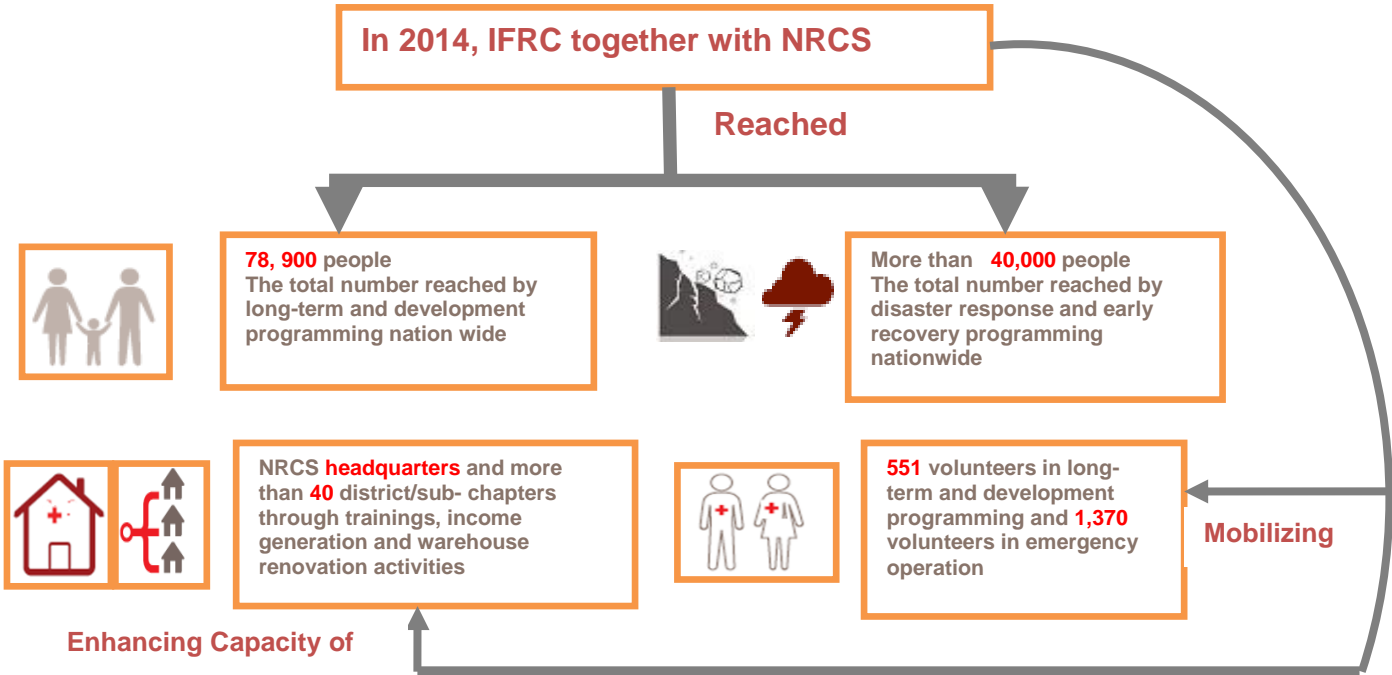 In 2014, IFRC together with NRCS
Reached
78, 900 people
The total number reached by
long-term and development
programming nation wide
More than 40,000 people
The total number reached by
disaster response and early
recovery programming
nationwide
NRCS headquarters and more
than 40 district/sub- chapters
through trainings, income
generation and warehouse
renovation activities
551 volunteers in long-
term and development
programming and 1,370
volunteers in emergency
operation
Mobilizing
Enhancing Capacity of